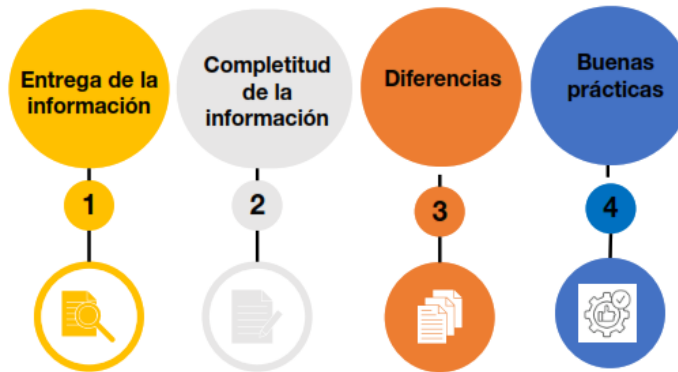 Entrega de la
información
Completitud
de la
información
Diferencias
Buenas
prácticas
1
2
3
4